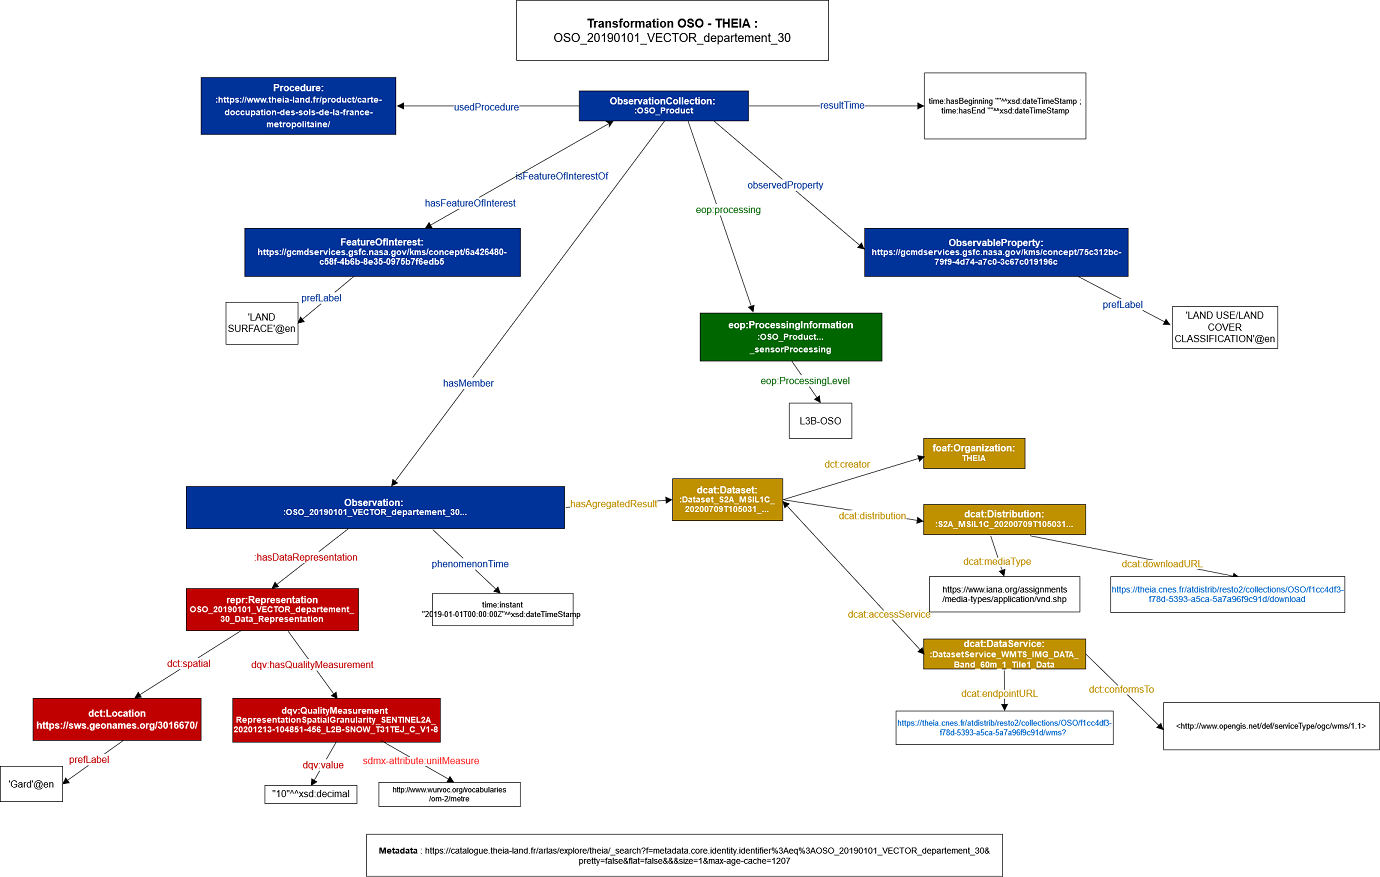 Transformation OSO - THEIA :
OSO_20190101_VECTOR_departement_30
Procedure:
:https://www.theia-land.fr/product/carte-
doccupation-des-sols-de-la-france-
metropolitaine/
usedProcedure
ObservationCollection:
:OSO_Product
resultTime
time:hasBeginning ""^^xsd:dateTimeStamp ;
time:hasEnd ""^^xsd:dateTimeStamp
isFeatureOfInterestOf
hasFeatureOfInterest
eop:processing
observedProperty
FeatureOfInterest:
https://gcmdservices.gsfc.nasa.gov/kms/concept/6a426480-
c58f-4b6b-8e35-0975b7f6edb5
ObservableProperty:
https://gcmdservices.gsfc.nasa.gov/kms/concept/75c312bc-
79f9-4d74-a7c0-3c67c019196c
prefLabel
'LAND
SURFACE'@en
prefLabel
'LAND USE/LAND
COVER
CLASSIFICATION'@en
eop:ProcessingInformation
:OSO_Product...
_sensorProcessing
hasMember
eop:ProcessingLevel
L3B-OSO
foaf:Organization:
THEIA
dct:creator
Observation:
:OSO_20190101_VECTOR_departement_30...
_hasAgregatedResult
dcat:Dataset:
:Dataset_S2A_MSIL1C_
20200709T105031_...
dcat:distribution
dcat:Distribution:
:S2A_MSIL1C_20200709T105031...
:hasDataRepresentation
phenomenonTime
dcat:mediaType
dcat:downloadURL
https://www.iana.org/assignments
/media-types/application/vnd.shp
https://theia.cnes.fr/atdistrib/resto2/collections/OSO/f1cc4df3-
f78d-5393-a5ca-5a7a96f9c91d/download
repr:Representation
OSO_20190101_VECTOR_departement_
30_Data_Representation
time:instant
"2019-01-01T00:00:00Z"^^xsd:dateTimeStamp
dcat:accessService
dcat:DataService:
:DatasetService_WMTS_IMG_DATA_
Band_60m_1_Tile1_Data
dct:spatial
dqv:hasQualityMeasurement
dcat:endpointURL
dct:conformsTo
dct:Location
https://sws.geonames.org/3016670/
dqv:QualityMeasurement
RepresentationSpatialGranularity_SENTINEL2A_
20201213-104851-456_L2B-SNOW_T31TEJ_C_V1-8
https://theia.cnes.fr/atdistrib/resto2/collections/OSO/f1cc4df3-
f78d-5393-a5ca-5a7a96f9c91d/wms?
<http://www.opengis.net/def/serviceType/ogc/wms/1.1>
prefLabel
'Gard'@en
dqv:value
sdmx-attribute:unitMeasure
"10"^^xsd:decimal
http://www.wurvoc.org/vocabularies
/om-2/metre
Metadata : https://catalogue.theia-land.fr/arlas/explore/theia/_search?f=metadata.core.identity.identifier%3Aeq%3AOSO_20190101_VECTOR_departement_30&
pretty=false&flat=false&&&size=1&max-age-cache=1207